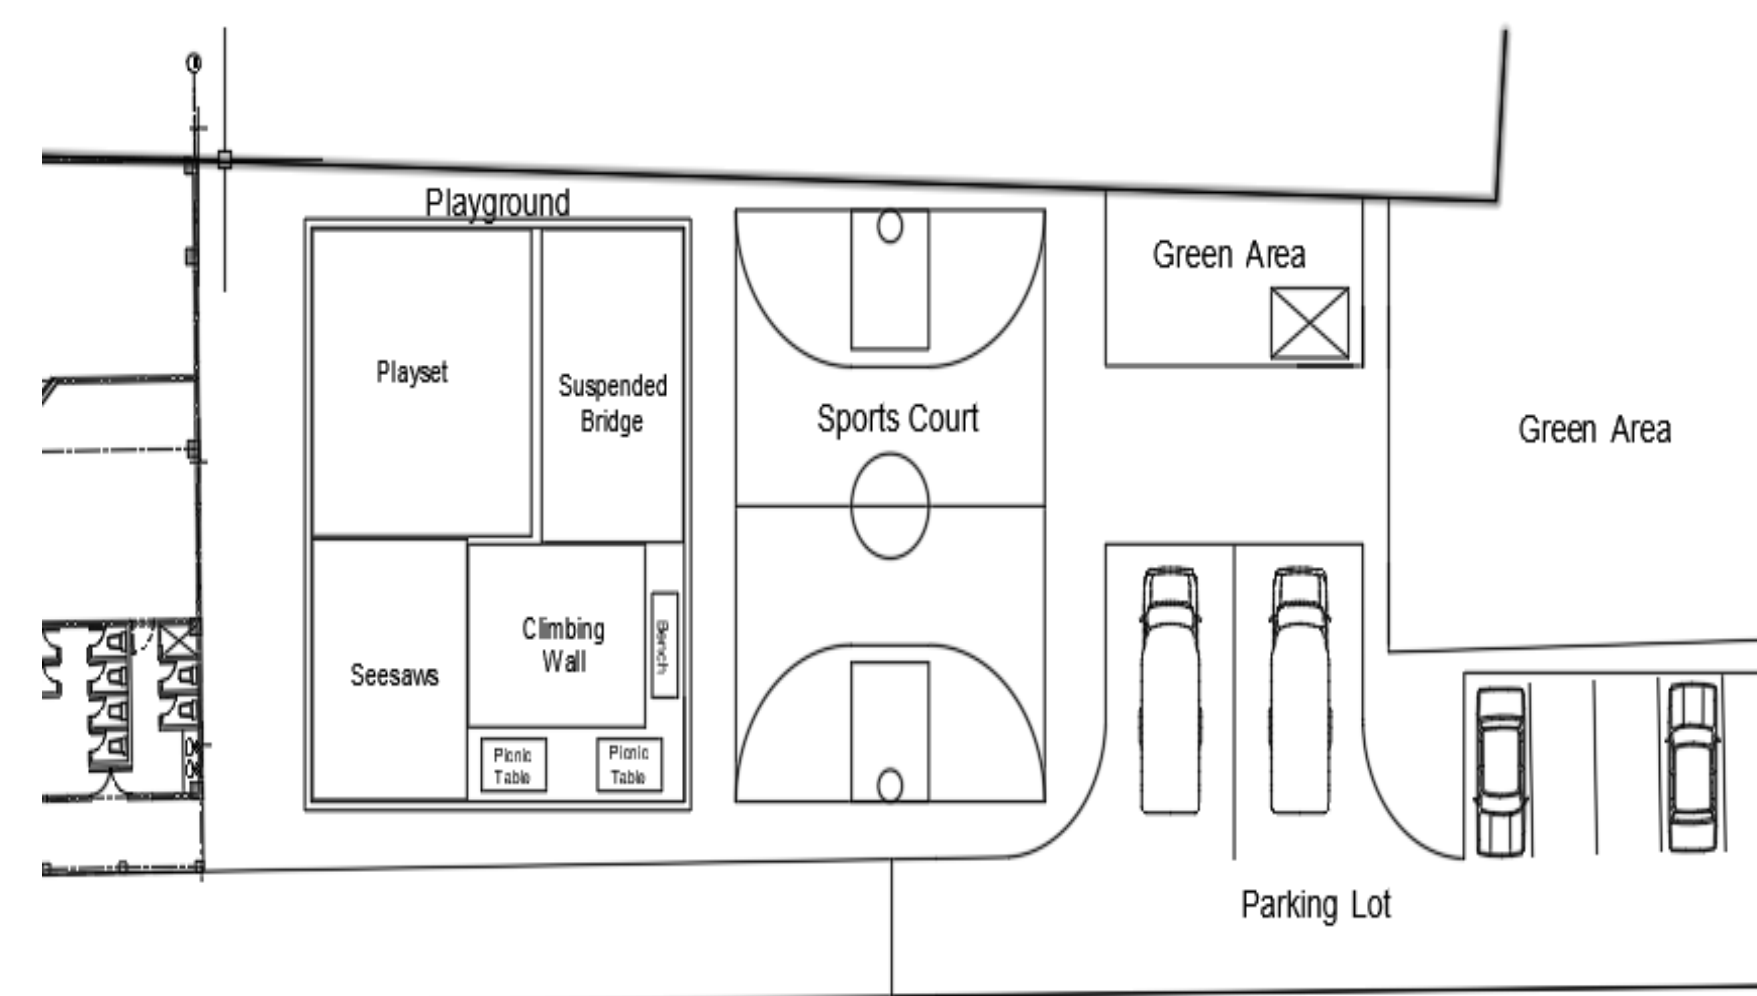 Playground
Green Area
Playset
Suspended
Bridge
Sports Court
Green Area
Climbing
Wall
Bench
Seesaws
Picnic
Table
Picnic
Table
Parking Lot